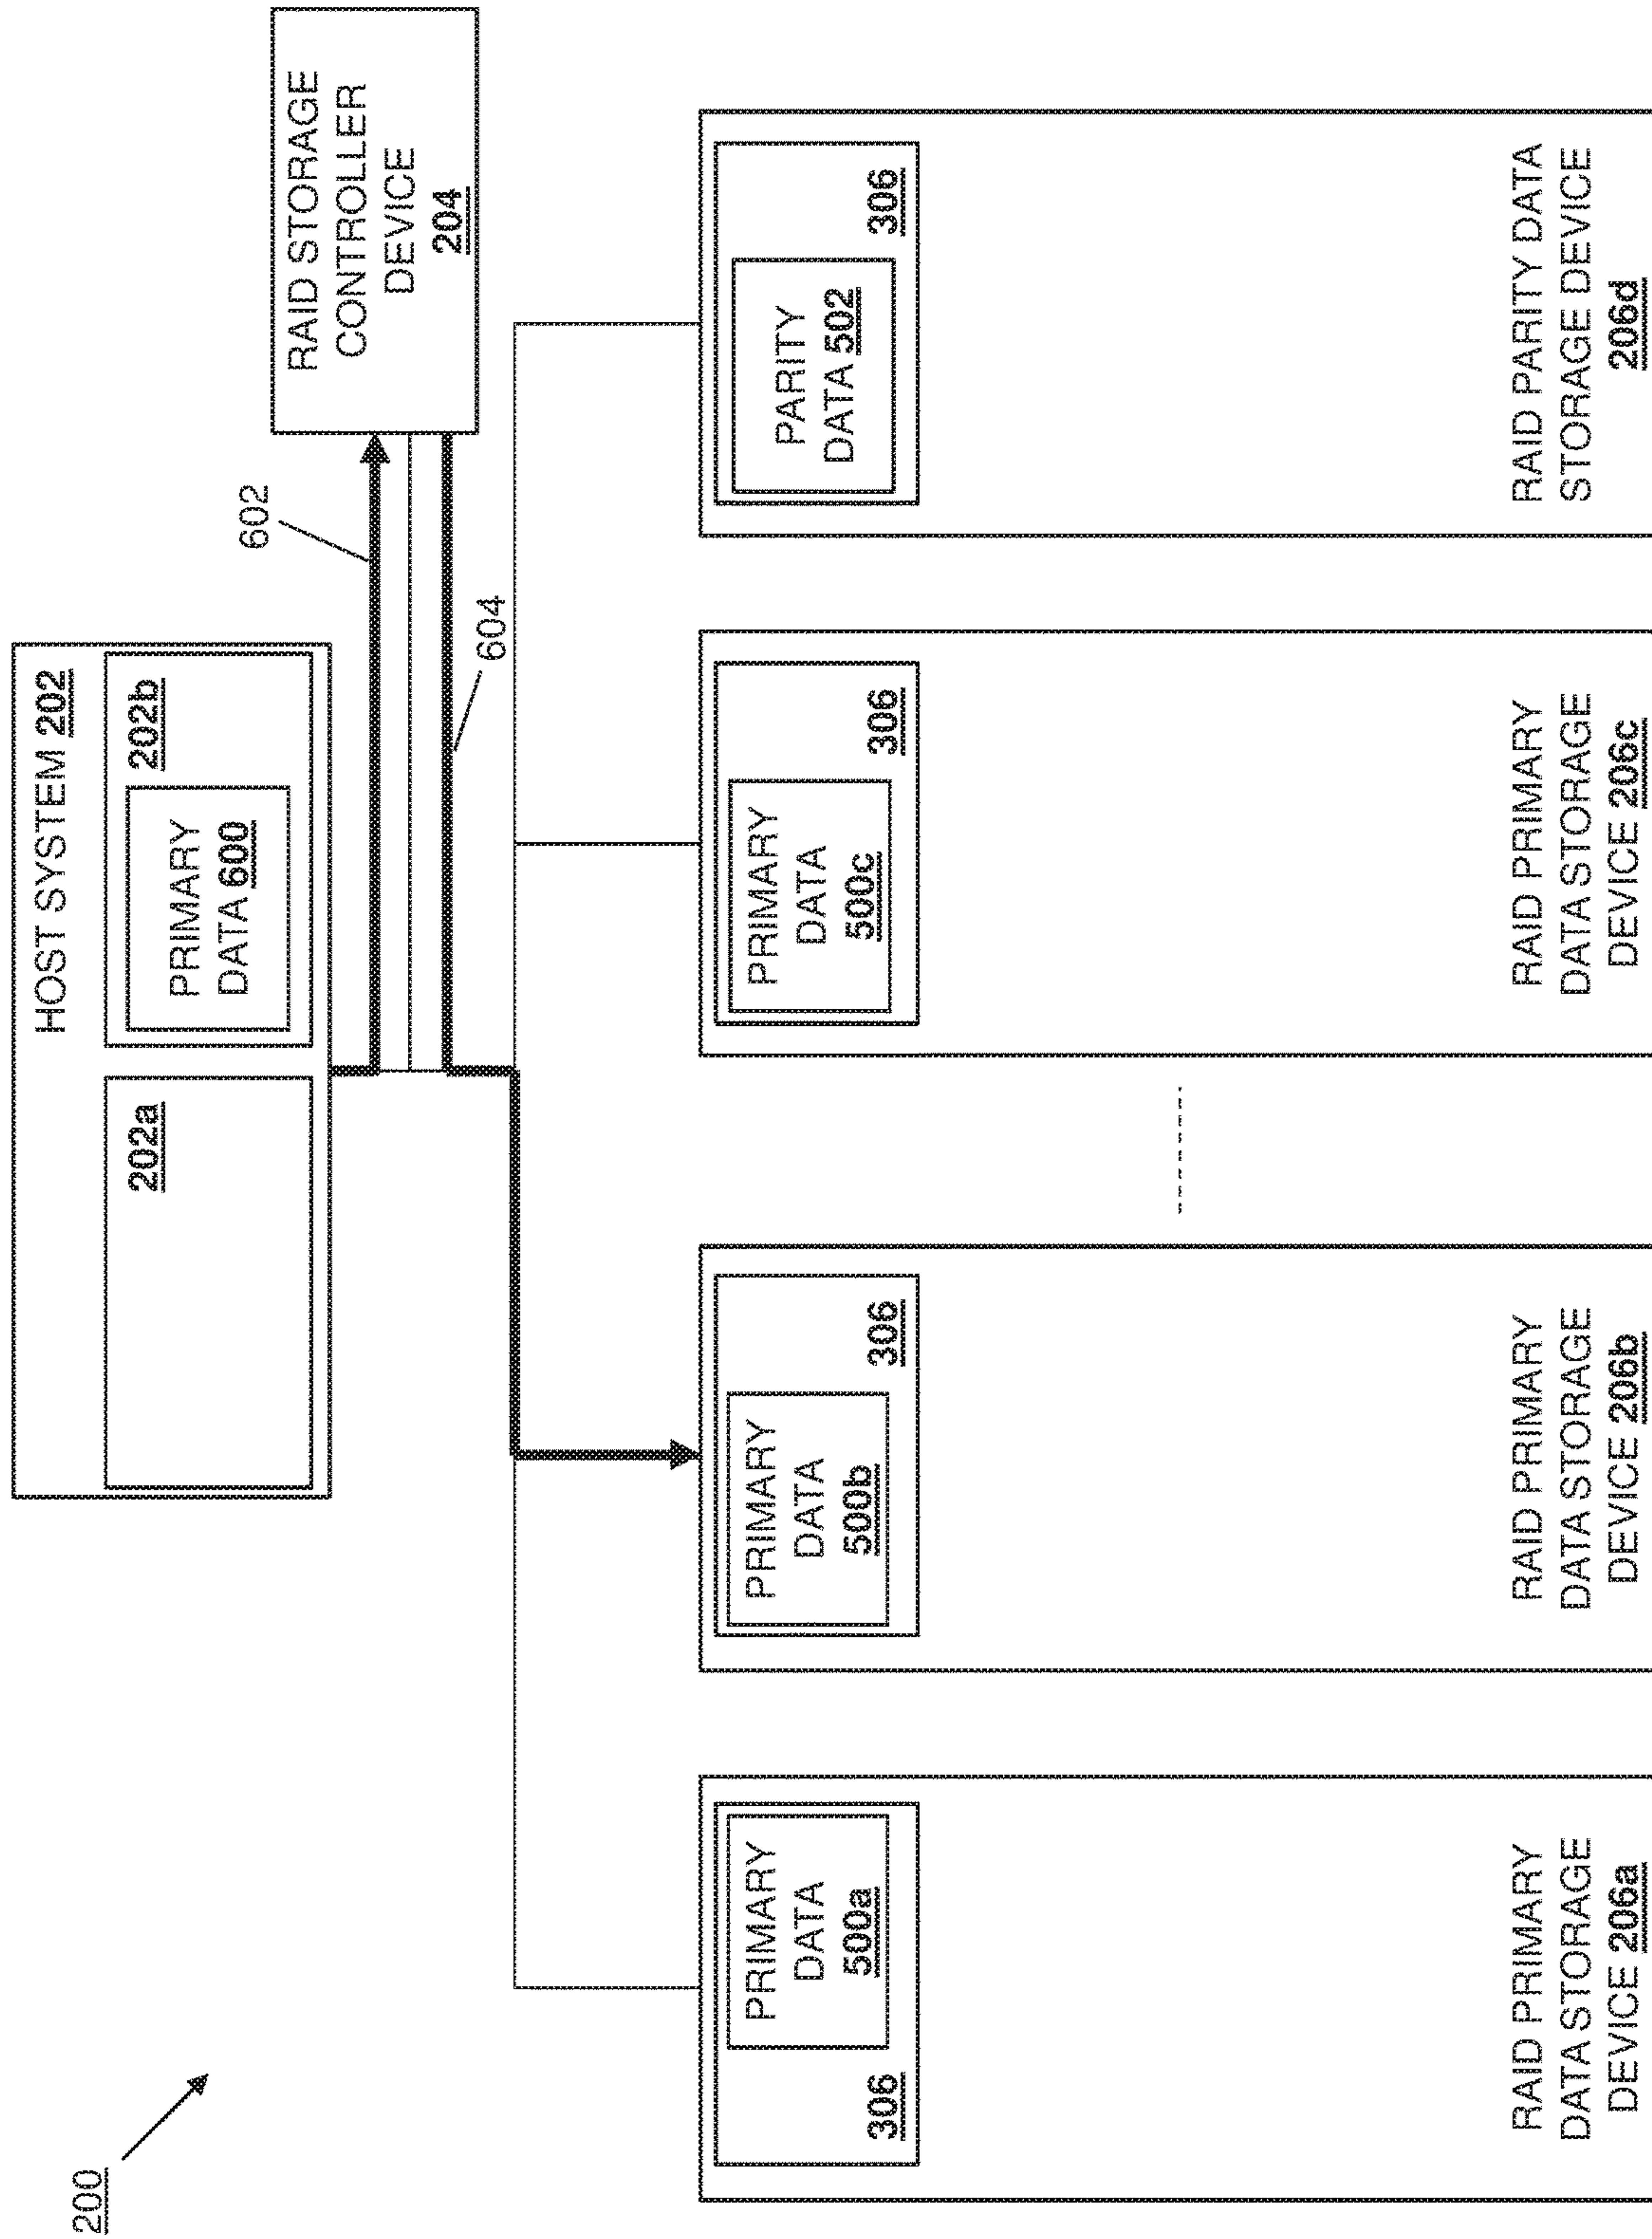 200
HOST SYSTEM 202
202a
202b
PRIMARY
DATA 600
602
604
RAID STORAGE
CONTROLLER
DEVICE
204
306
PRIMARY
DATA
500a
RAID PRIMARY
DATA STORAGE
DEVICE 206a
PRIMARY
DATA
500b
306
RAID PRIMARY
DATA STORAGE
DEVICE 206b
PRIMARY
DATA
500c
306
RAID PRIMARY
DATA STORAGE
DEVICE 206c
PARITY
DATA 502
306
RAID PARITY DATA
STORAGE DEVICE
206d